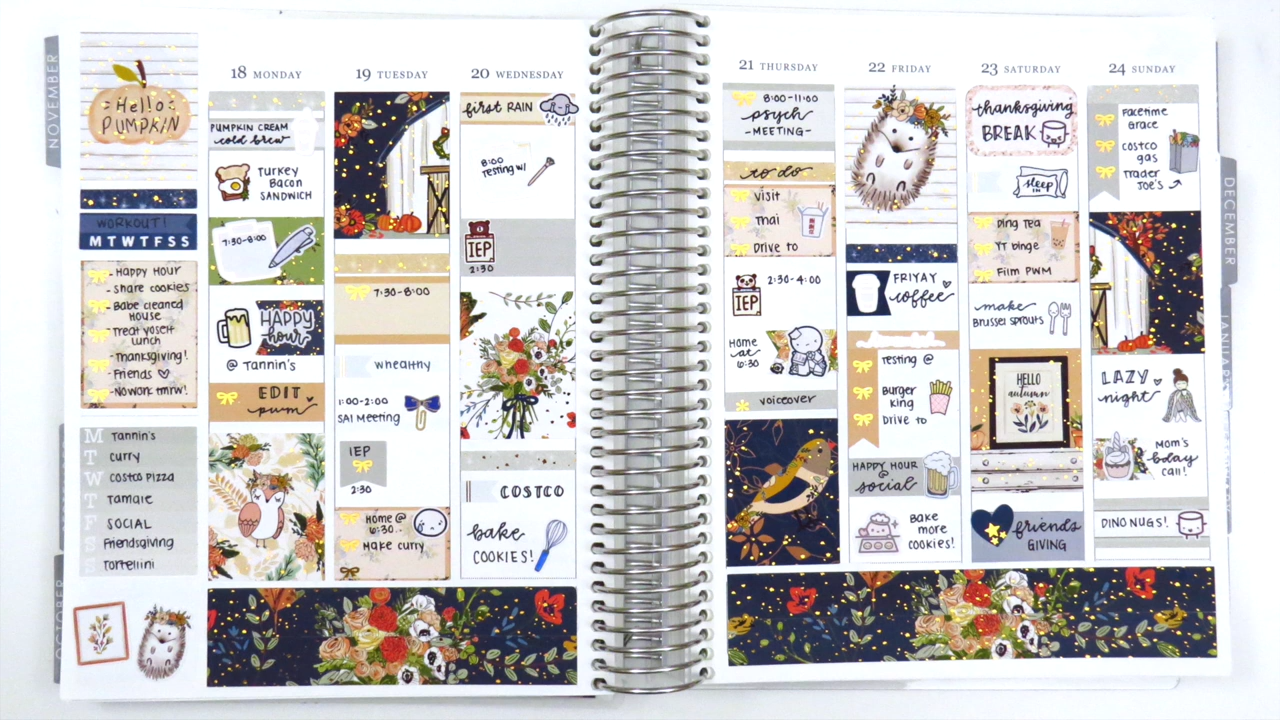 NOVEMBER
Hello
PUMPKIN
WORKOUT!
M T W T F S S
- Happy Hour
- share cookies
- Babe cleaned
house
Treat yoself
lunch
- Thanksgiving!
- Friends
- No work tmrw!
M Tannin's
T curry
W costco pizza
T Tamale
F SOCIAL
S Friendsgiving
S Tortellini
OCTOBER
18 MONDAY
PUMPKIN CREAM
cold brew
Turkey
Bacon
SANDWICH
7:30-8:00
HAPPY
hour
@ Tannin's
EDIT
pwm
19 TUESDAY
7:30-8:00
wheathy
1:00-2:00
SAI Meeting
IEP
2:30
Home @
6:30..
Make curry
20 WEDNESDAY
first RAIN
8:00
Testing w/
IEP
2:30
COSTCO
bake
COOKIES!
21 THURSDAY
8:00-11:00
psych
-MEETING-
to do
visit
Thai
Drive to
2:30-4:00
IEP
Home
at
6:30
voiceover
22 FRIDAY
FRIYAY
coffee
Testing @
Burger
king
Drive to
HAPPY HOUR
@
social
Bake
more
cookies!
23 SATURDAY
thanksgiving
BREAK
sleep
Ding Tea
YT binge
Film PWM
make
Brussel sprouts
HELLO
autumn
friends
GIVING
24 SUNDAY
Facetime
Grace
costco
gas
Trader
Joe's
LAZY
night
Mom's
bday
call!
DINO NUGS!
DECEMBER
JANUARY